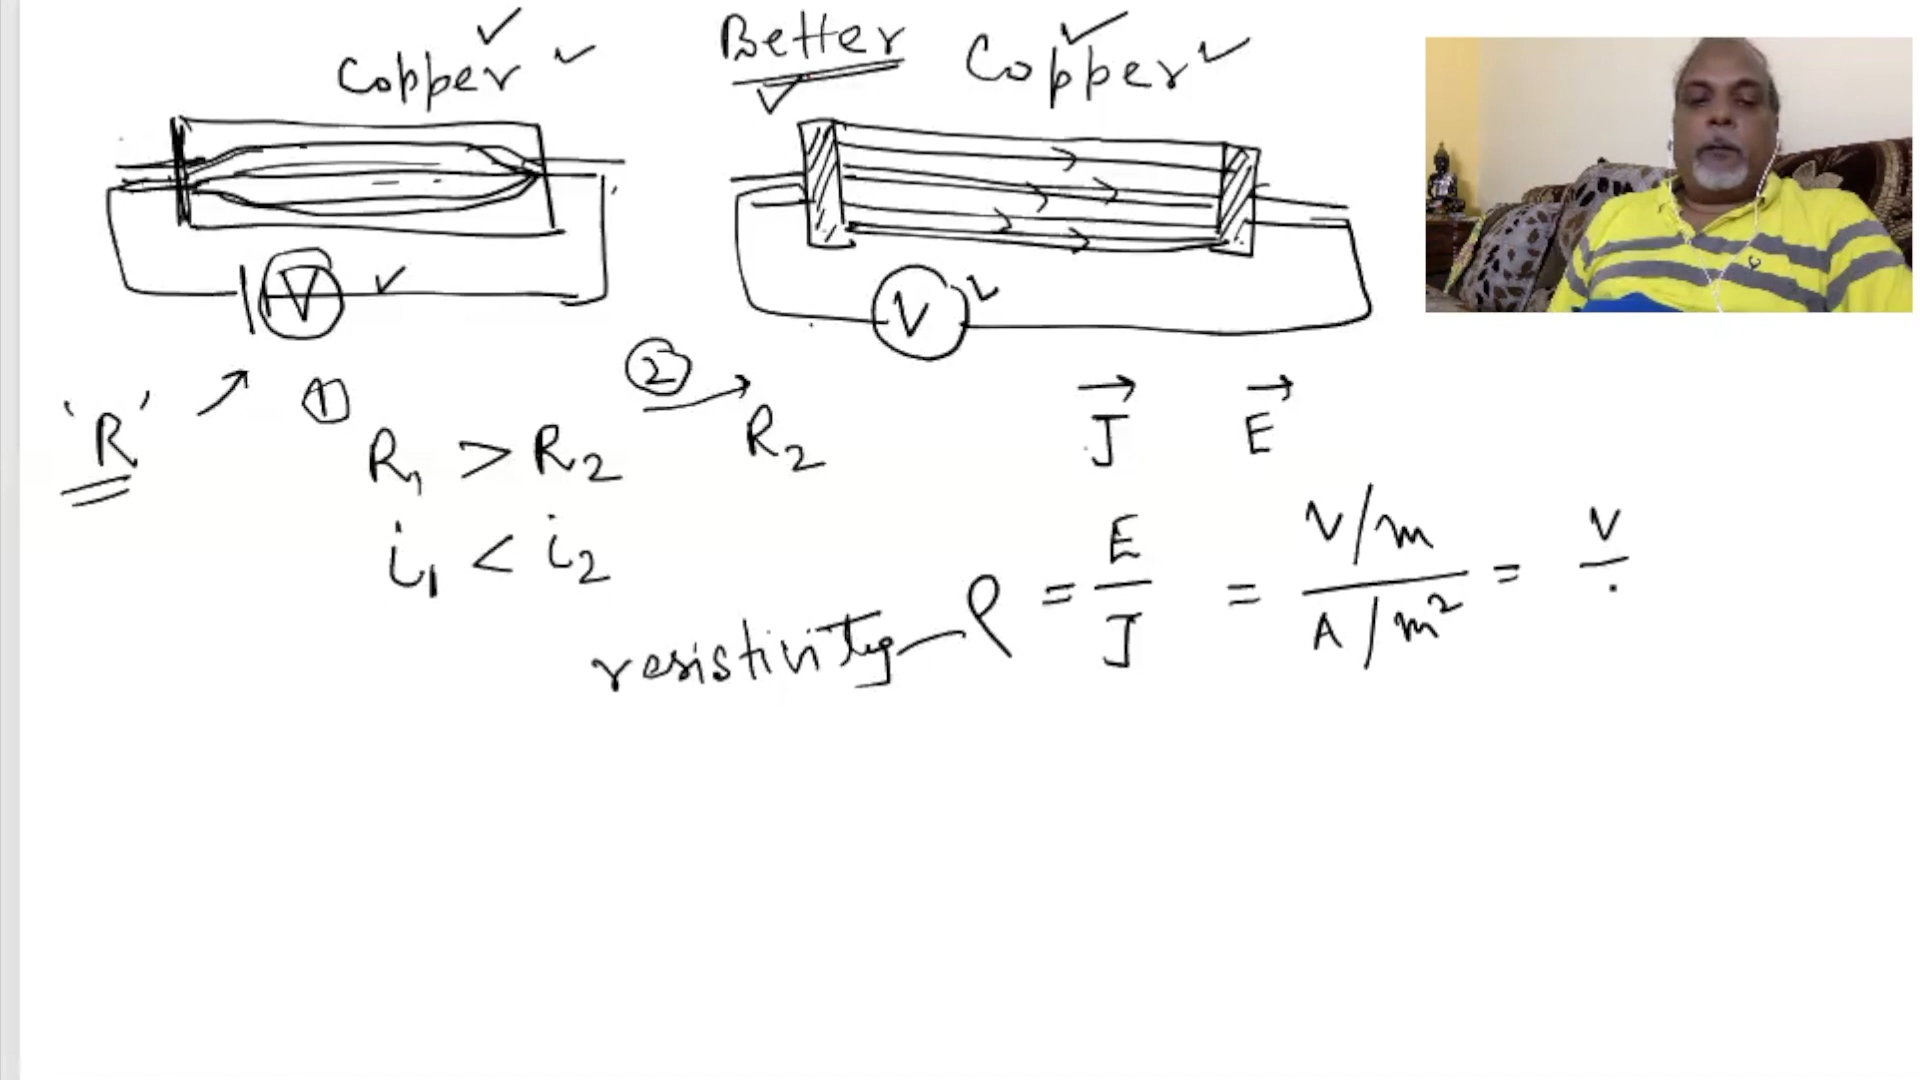 Copper ✓ ✓
Better ✓
Copper ✓ ✓
V ✓
V ✓
'R' → ①
② →
R₁ > R₂
R₂
J⃗ E⃗
i₁ < i₂
resistivity — ρ = E/J = (V/m)/(A/m²) = V/